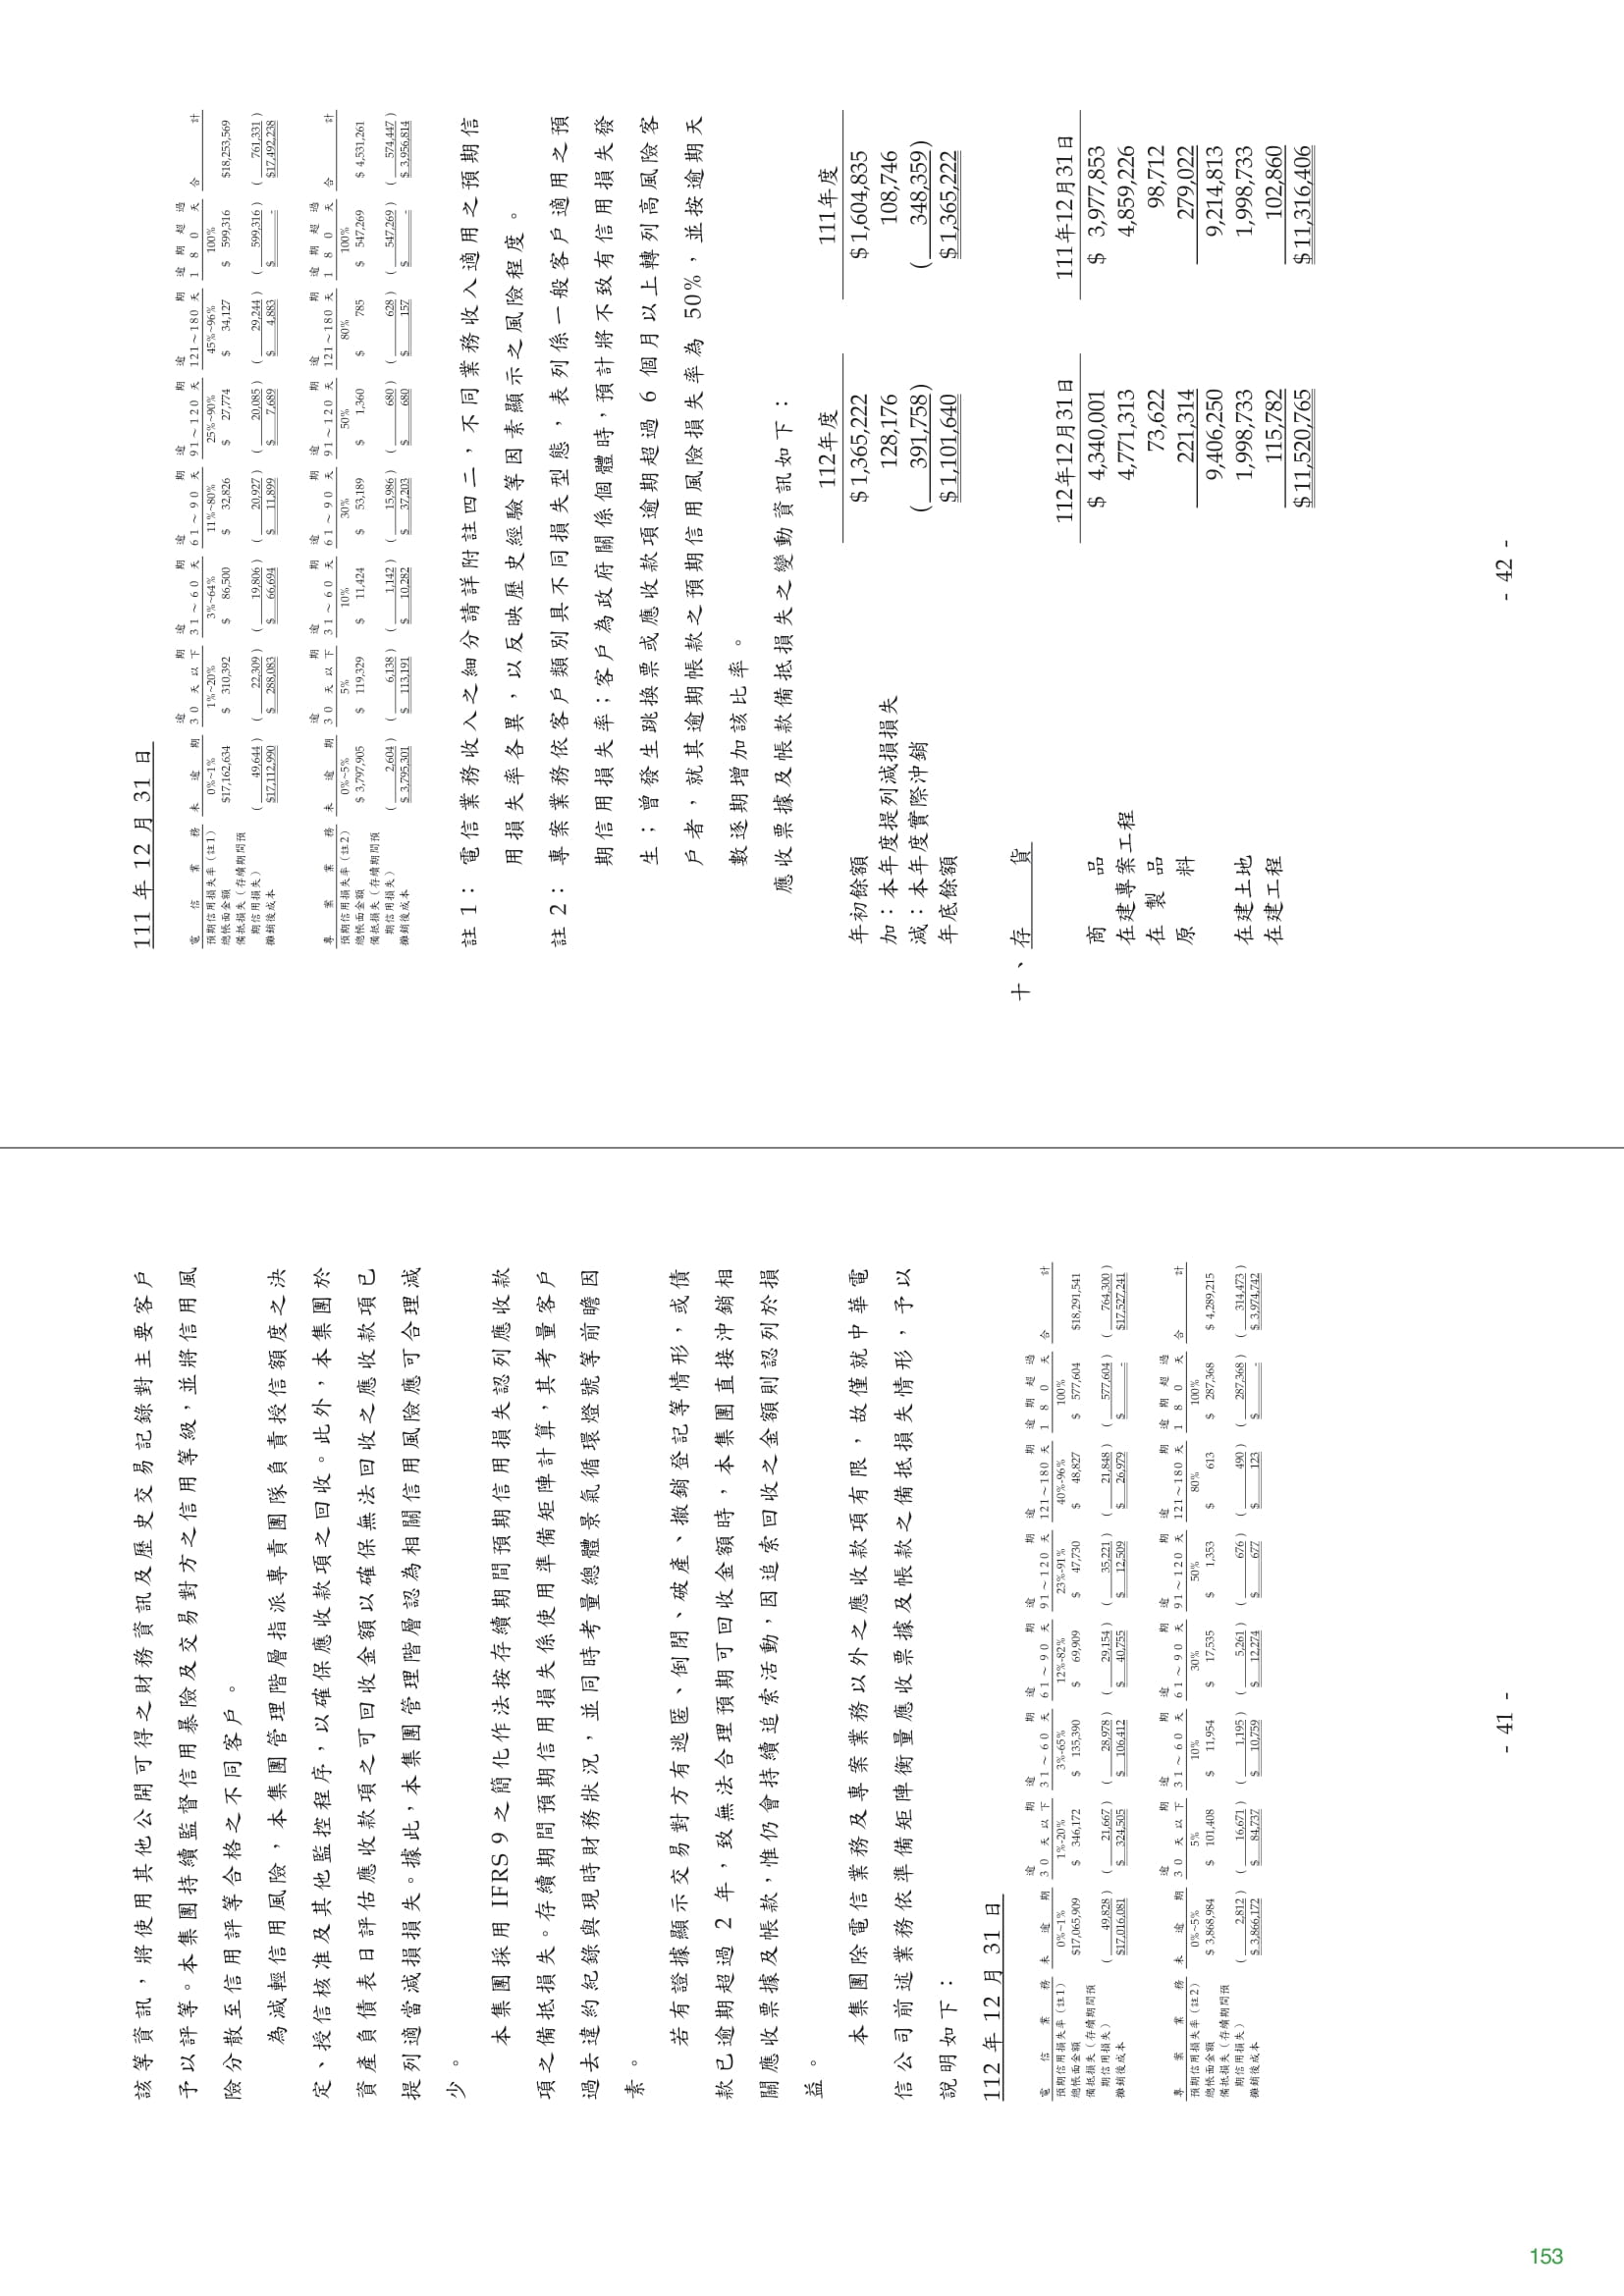 該等資訊，將使用其他公開可得之財務資訊及歷史交易記錄對主要客戶
予以評等。本集團持續監督信用暴險及交易對方之信用等級，並將信用風
險分散至信用評等合格之不同客戶。
為減輕信用風險，本集團管理階層指派專責團隊負責授信額度之決
定、授信核准及其他監控程序，以確保應收款項之回收。此外，本集團於
資產負債表日評估應收款項之可回收金額以確保無法回收之應收款項已
提列適當減損損失。據此，本集團管理階層認為相關信用風險應可合理減
少。
本集團採用 IFRS 9 之簡化作法按存續期間預期信用損失認列應收款
項之備抵損失。存續期間預期信用損失係使用準備矩陣計算，其考量客戶
過去違約紀錄與現時財務狀況，並同時考量總體景氣循環燈號等前瞻因
素。
若有證據顯示交易對方有逃匿、倒閉、破產、撤銷登記等情形，或債
款已逾期超過 2 年，致無法合理預期可回收金額時，本集團直接沖銷相
關應收票據及帳款，惟仍會持續追索活動，因追索回收之金額則認列於損
益。
本集團除電信業務及專案業務以外之應收款項有限，故僅就中華電
信公司前述業務依準備矩陣衡量應收票據及帳款之備抵損失情形，予以
說明如下：
112 年 12 月 31 日
逾期 逾期 逾期 逾期 逾期 逾期超過
電信業務 未逾期 30天以下 31～60天 61～90天 91～120天 121～180天 180天 合計
預期信用損失率（註1） 0%~1% 1%-20% 3%-65% 12%-82% 23%-91% 40%-96% 100%
總帳面金額 $17,065,909 $ 346,172 $ 135,390 $ 69,909 $ 47,730 $ 48,827 $ 577,604 $18,291,541
備抵損失（存續期間預
期信用損失） ( 49,828 ) ( 21,667 ) ( 28,978 ) ( 29,154 ) ( 35,221 ) ( 21,848 ) ( 577,604 ) ( 764,300 )
攤銷後成本 $17,016,081 $ 324,505 $ 106,412 $ 40,755 $ 12,509 $ 26,979 $ - $17,527,241
逾期 逾期 逾期 逾期 逾期 逾期超過
專案業務 未逾期 30天以下 31～60天 61～90天 91～120天 121～180天 180天 合計
預期信用損失率（註2） 0%~5% 5% 10% 30% 50% 80% 100%
總帳面金額 $ 3,868,984 $ 101,408 $ 11,954 $ 17,535 $ 1,353 $ 613 $ 287,368 $ 4,289,215
備抵損失（存續期間預
期信用損失） ( 2,812 ) ( 16,671 ) ( 1,195 ) ( 5,261 ) ( 676 ) ( 490 ) ( 287,368 ) ( 314,473 )
攤銷後成本 $ 3,866,172 $ 84,737 $ 10,759 $ 12,274 $ 677 $ 123 $ - $ 3,974,742
- 41 -
111 年 12 月 31 日
逾期 逾期 逾期 逾期 逾期 逾期超過
電信業務 未逾期 30天以下 31～60天 61～90天 91～120天 121～180天 180天 合計
預期信用損失率（註1） 0%~1% 1%~20% 3%~64% 11%~80% 25%~90% 45%~96% 100%
總帳面金額 $17,162,634 $ 310,392 $ 86,500 $ 32,826 $ 27,774 $ 34,127 $ 599,316 $18,253,569
備抵損失（存續期間預
期信用損失） ( 49,644 ) ( 22,309 ) ( 19,806 ) ( 20,927 ) ( 20,085 ) ( 29,244 ) ( 599,316 ) ( 761,331 )
攤銷後成本 $17,112,990 $ 288,083 $ 66,694 $ 11,899 $ 7,689 $ 4,883 $ - $17,492,238
逾期 逾期 逾期 逾期 逾期 逾期超過
專案業務 未逾期 30天以下 31～60天 61～90天 91～120天 121～180天 180天 合計
預期信用損失率（註2） 0%~5% 5% 10% 30% 50% 80% 100%
總帳面金額 $ 3,797,905 $ 119,329 $ 11,424 $ 53,189 $ 1,360 $ 785 $ 547,269 $ 4,531,261
備抵損失（存續期間預
期信用損失） ( 2,604 ) ( 6,138 ) ( 1,142 ) ( 15,986 ) ( 680 ) ( 628 ) ( 547,269 ) ( 574,447 )
攤銷後成本 $ 3,795,301 $ 113,191 $ 10,282 $ 37,203 $ 680 $ 157 $ - $ 3,956,814
註 1： 電信業務收入之細分請詳附註四二，不同業務收入適用之預期信
用損失率各異，以反映歷史經驗等因素顯示之風險程度。
註 2： 專案業務依客戶類別具不同損失型態，表列係一般客戶適用之預
期信用損失率；客戶為政府關係個體時，預計將不致有信用損失發
生；曾發生跳換票或應收款項逾期超過 6 個月以上轉列高風險客
戶者，就其逾期帳款之預期信用風險損失率為 50%，並按逾期天
數逐期增加該比率。
應收票據及帳款備抵損失之變動資訊如下：
112年度 111年度
年初餘額 $ 1,365,222 $ 1,604,835
加：本年度提列減損損失 128,176 108,746
減：本年度實際沖銷 ( 391,758) ( 348,359)
年底餘額 $ 1,101,640 $ 1,365,222
十、存貨
112年12月31日 111年12月31日
商品 $ 4,340,001 $ 3,977,853
在建專案工程 4,771,313 4,859,226
在製品 73,622 98,712
原料 221,314 279,022
9,406,250 9,214,813
在建土地 1,998,733 1,998,733
在建工程 115,782 102,860
$ 11,520,765 $ 11,316,406
- 42 -
153